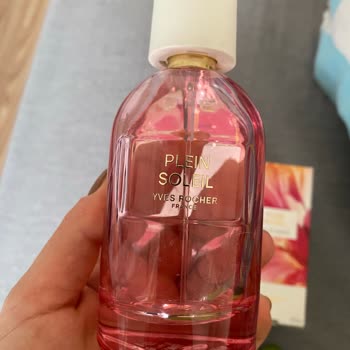 PLEIN
SOLEIL
YVES ROCHER
FRANCE